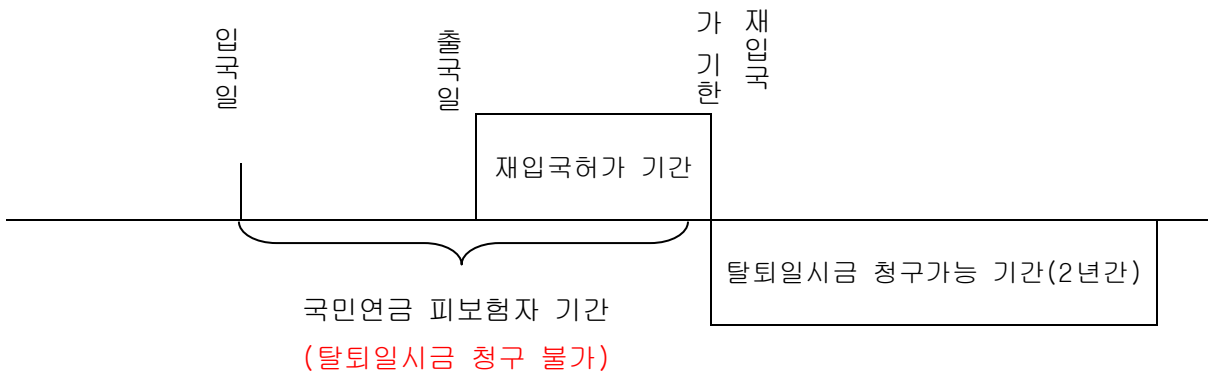 입국일
출국일
재입국
가 기한
재입국허가 기간
탈퇴일시금 청구가능 기간(2년간)
국민연금 피보험자 기간
(탈퇴일시금 청구 불가)